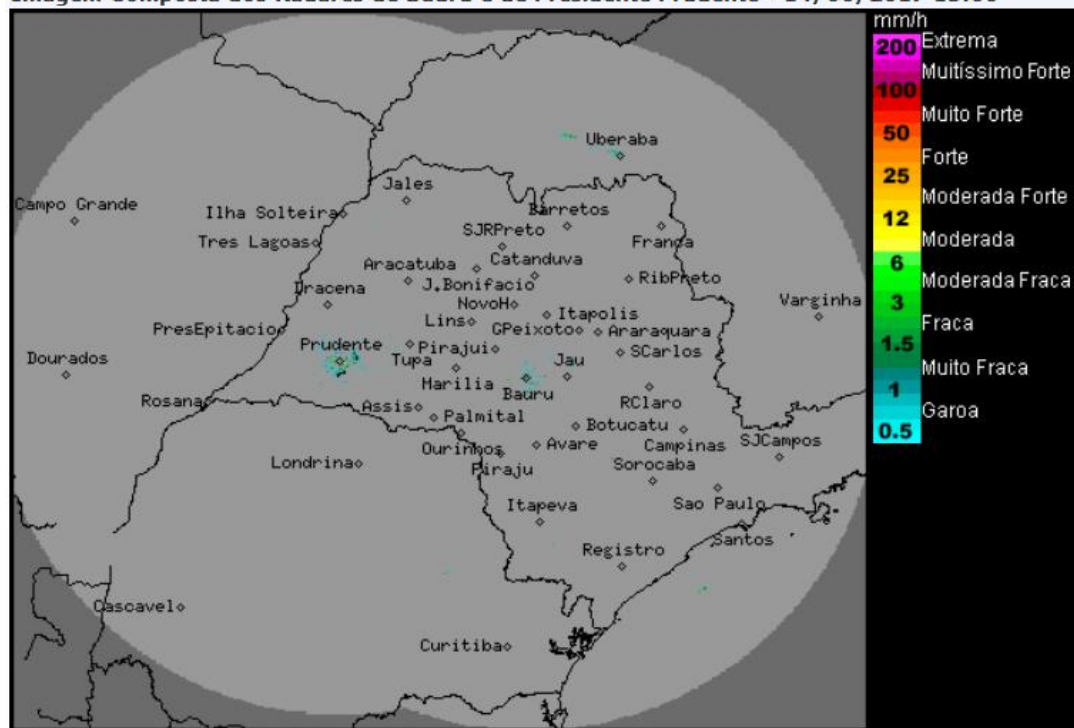 mm/h
200 Extrema
Muitíssimo Forte
100
Muito Forte
50
Forte
25
Moderada Forte
12
Moderada
6
Moderada Fraca
3
Fraca
1.5
Muito Fraca
1
Garoa
0.5
Uberaba
Jales
Campo Grande
Ilha Solteira
Barretos
Tres Lagoas
SJRPreto
Franca
Aracatuba
Catanduva
Dracena
J.Bonifacio
RibPreto
NovoH
Varginha
Lins
Itapolis
PresEpitacio
GPeixoto
Araraquara
Prudente
Tupa
Pirajui
SCarlos
Dourados
Harilia
Jau
Bauru
Rosana
Assis
RClaro
Palmital
Botucatu
Ourinhos
Avare
Campinas
SJCampos
Londrina
Piraju
Sorocaba
Itapeva
Sao Paulo
Santos
Registro
Cascavel
Curitiba